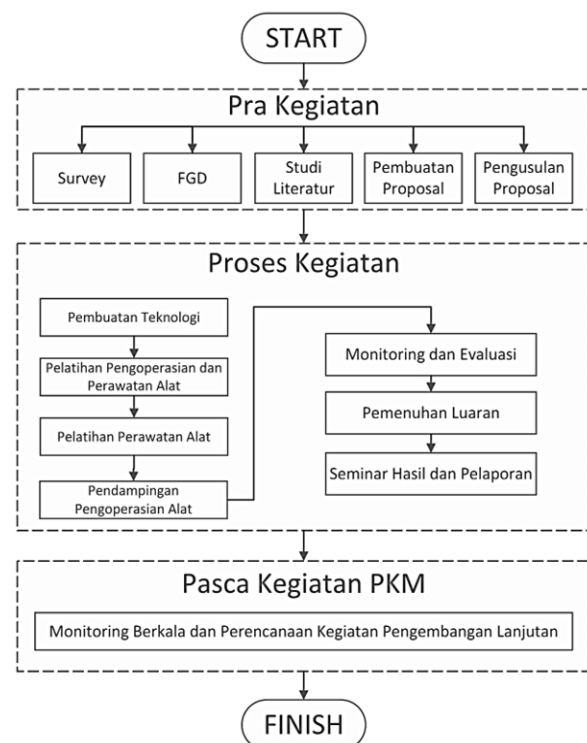 START
Pra Kegiatan
Survey
FGD
Studi
Literatur
Pembuatan
Proposal
Pengusulan
Proposal
Proses Kegiatan
Pembuatan Teknologi
Pelatihan Pengoperasian dan
Perawatan Alat
Pelatihan Perawatan Alat
Pendampingan
Pengoperasian Alat
Monitoring dan Evaluasi
Pemenuhan Luaran
Seminar Hasil dan Pelaporan
Pasca Kegiatan PKM
Monitoring Berkala dan Perencanaan Kegiatan Pengembangan Lanjutan
FINISH